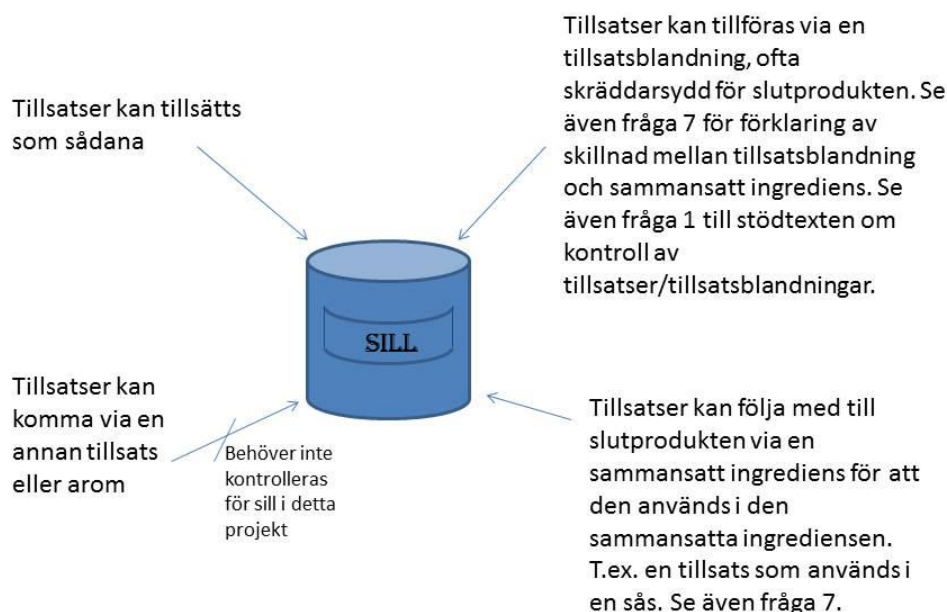 Tillsatser kan tillsätts
som sådana
Tillsatser kan tillföras via en
tillsatsblandning, ofta
skräddarsydd för slutprodukten. Se
även fråga 7 för förklaring av
skillnad mellan tillsatsblandning
och sammansatt ingrediens. Se
även fråga 1 till stödtexten om
kontroll av
tillsatser/tillsatsblandningar.
SILL
Tillsatser kan
komma via en
annan tillsats
eller arom
Behöver inte
kontrolleras
för sill i detta
projekt
Tillsatser kan följa med till
slutprodukten via en
sammansatt ingrediens för att
den används i den
sammansatta ingrediensen.
T.ex. en tillsats som används i
en sås. Se även fråga 7.